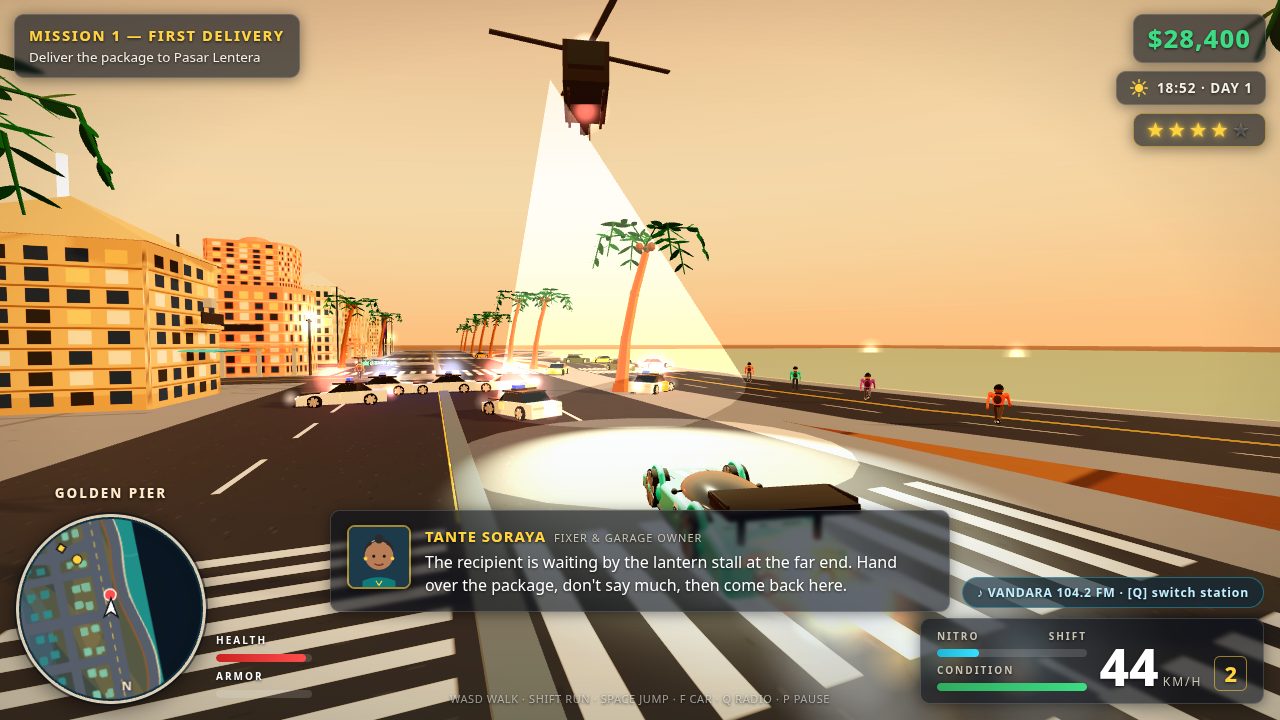 MISSION 1 — FIRST DELIVERY
Deliver the package to Pasar Lentera
$28,400
18:52 · DAY 1
GOLDEN PIER
N
HEALTH
ARMOR
TANTE SORAYA FIXER & GARAGE OWNER
The recipient is waiting by the lantern stall at the far end. Hand
over the package, don't say much, then come back here.
♪ VANDARA 104.2 FM · [Q] switch station
NITRO SHIFT
CONDITION
44 KM/H 2
WASD WALK · SHIFT RUN · SPACE JUMP · F CAR · Q RADIO · P PAUSE